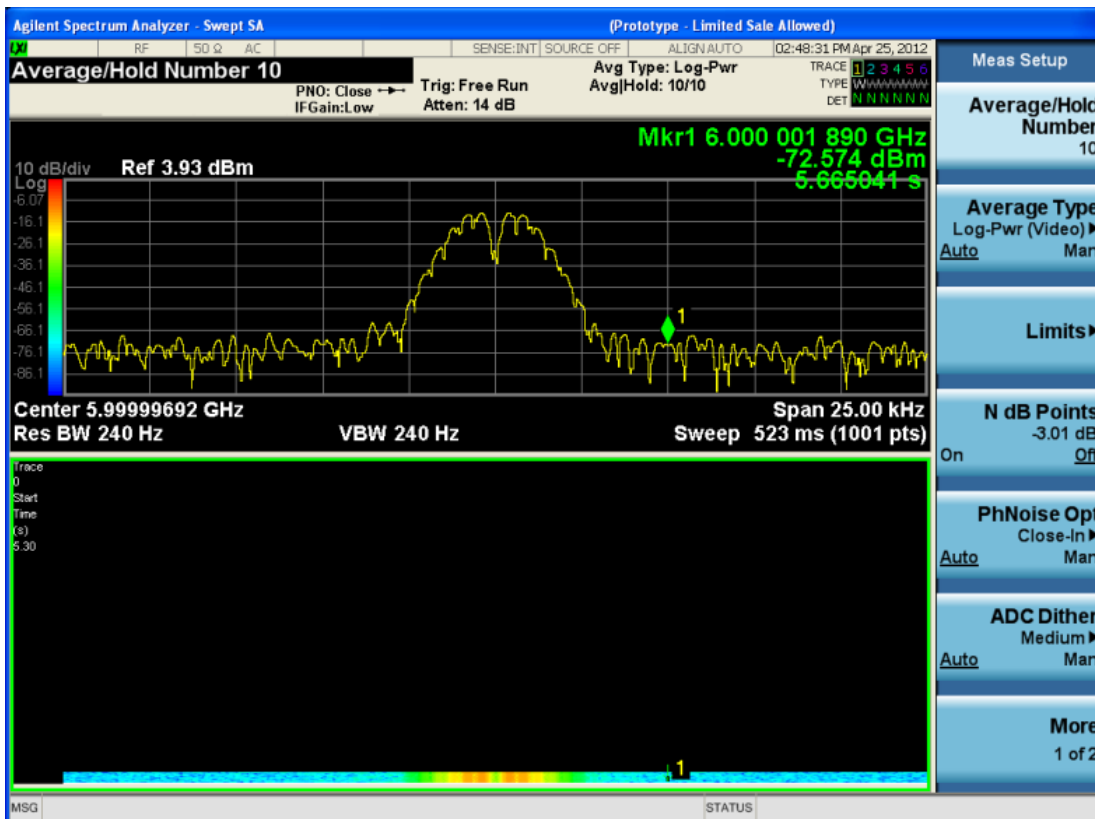 Agilent Spectrum Analyzer - Swept SA (Prototype - Limited Sale Allowed)
LXI RF 50 Ω AC SENSE:INT SOURCE OFF ALIGN AUTO 02:48:31 PM Apr 25, 2012
Average/Hold Number 10
PNO: Close
IFGain:Low
Trig: Free Run
Atten: 14 dB
Avg Type: Log-Pwr
Avg|Hold: 10/10
TRACE 1 2 3 4 5 6
TYPE WWWWWW
DET N N N N N N
Mkr1 6.000 001 890 GHz
-72.574 dBm
5.665041 s
10 dB/div Ref 3.93 dBm
Log
-6.07
-16.1
-26.1
-36.1
-46.1
-56.1
-66.1
-76.1
-86.1
1
Center 5.99999692 GHz Span 25.00 kHz
Res BW 240 Hz VBW 240 Hz Sweep 523 ms (1001 pts)
Trace
0
Start
Time
(s)
5.30
1
MSG STATUS
Meas Setup
Average/Hold
Number
10
Average Type
Log-Pwr (Video)
Auto Man
Limits
N dB Points
-3.01 dB
On Off
PhNoise Opt
Close-In
Auto Man
ADC Dither
Medium
Auto Man
More
1 of 2